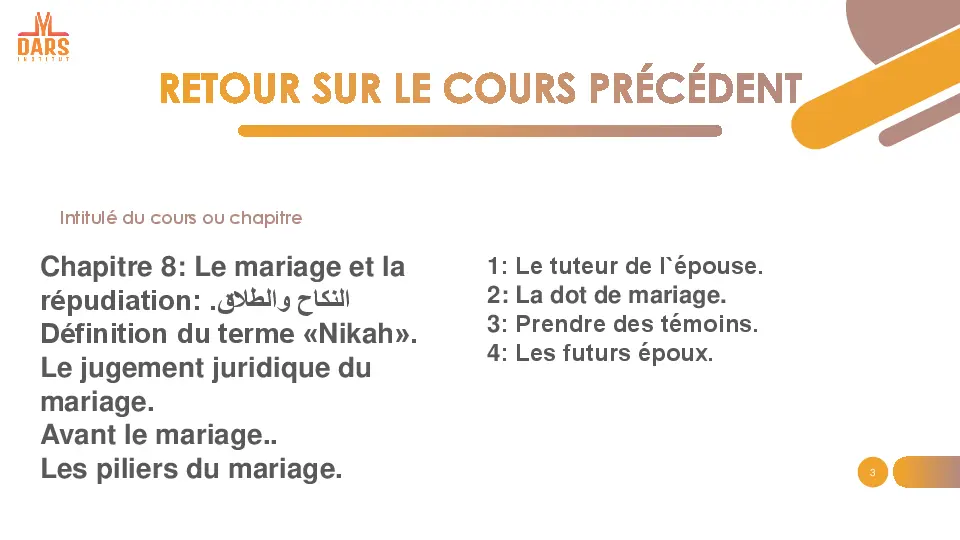 DARS
INSTITUT
RETOUR SUR LE COURS PRÉCÉDENT
Intitulé du cours ou chapitre
Chapitre 8: Le mariage et la
répudiation: .النكاح والطلاق
Définition du terme «Nikah».
Le jugement juridique du
mariage.
Avant le mariage..
Les piliers du mariage.
1: Le tuteur de l`épouse.
2: La dot de mariage.
3: Prendre des témoins.
4: Les futurs époux.
3